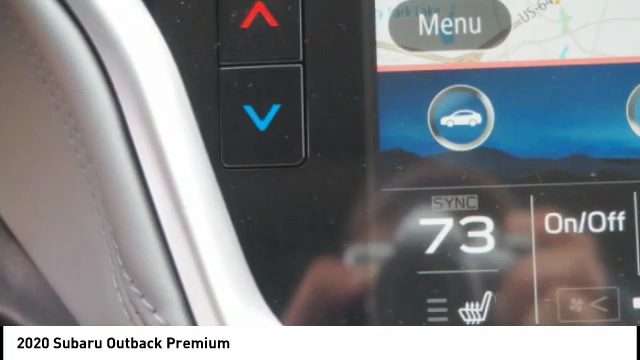 Park Lake
US-64
Menu
SYNC
73
On/Off
2020 Subaru Outback Premium